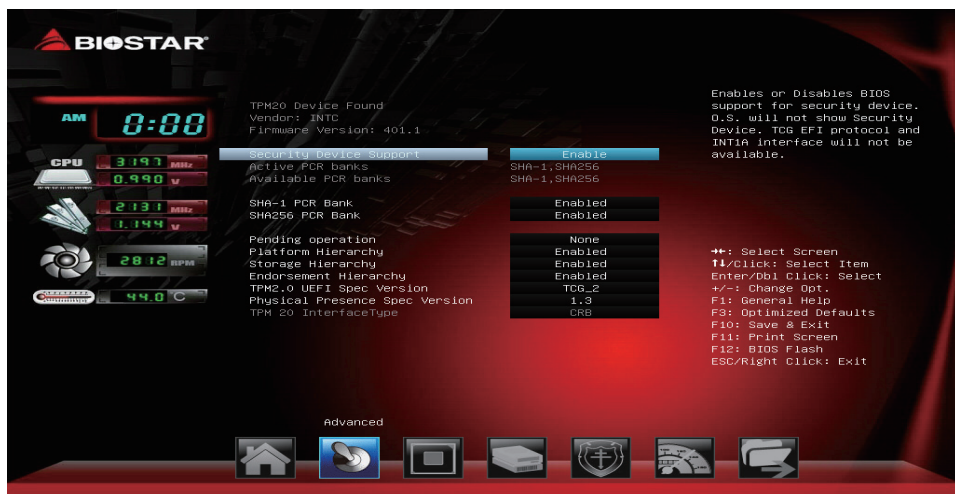 BIOSTAR
AM 0:00
CPU 3197 MHz
0.990 V
2131 MHz
1.144 V
2812 RPM
44.0 C
TPM20 Device Found
Vendor: INTC
Firmware Version: 401.1
Security Device Support Enable
Active PCR banks SHA-1,SHA256
Available PCR banks SHA-1,SHA256
SHA-1 PCR Bank Enabled
SHA256 PCR Bank Enabled
Pending operation None
Platform Hierarchy Enabled
Storage Hierarchy Enabled
Endorsement Hierarchy Enabled
TPM2.0 UEFI Spec Version TCG_2
Physical Presence Spec Version 1.3
TPM 20 InterfaceType CRB
Enables or Disables BIOS
support for security device.
O.S. will not show Security
Device. TCG EFI protocol and
INT1A interface will not be
available.
→←: Select Screen
↑↓/Click: Select Item
Enter/Dbl Click: Select
+/-: Change Opt.
F1: General Help
F3: Optimized Defaults
F10: Save & Exit
F11: Print Screen
F12: BIOS Flash
ESC/Right Click: Exit
Advanced